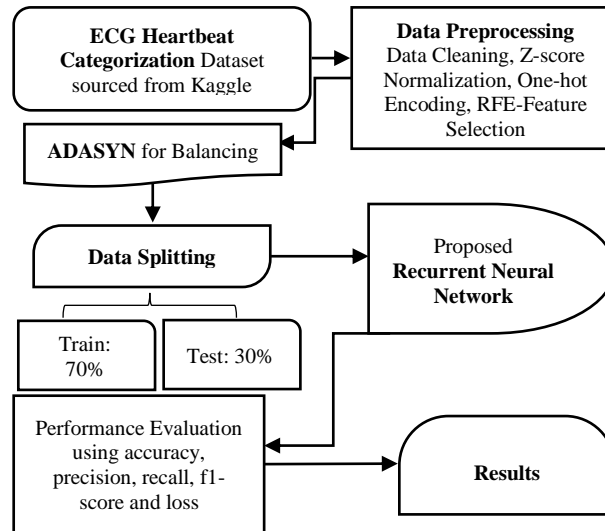 ECG Heartbeat
Categorization Dataset
sourced from Kaggle
Data Preprocessing
Data Cleaning, Z-score
Normalization, One-hot
Encoding, RFE-Feature
Selection
ADASYN for Balancing
Data Splitting
Proposed
Recurrent Neural
Network
Train:
70%
Test: 30%
Performance Evaluation
using accuracy,
precision, recall, f1-
score and loss
Results